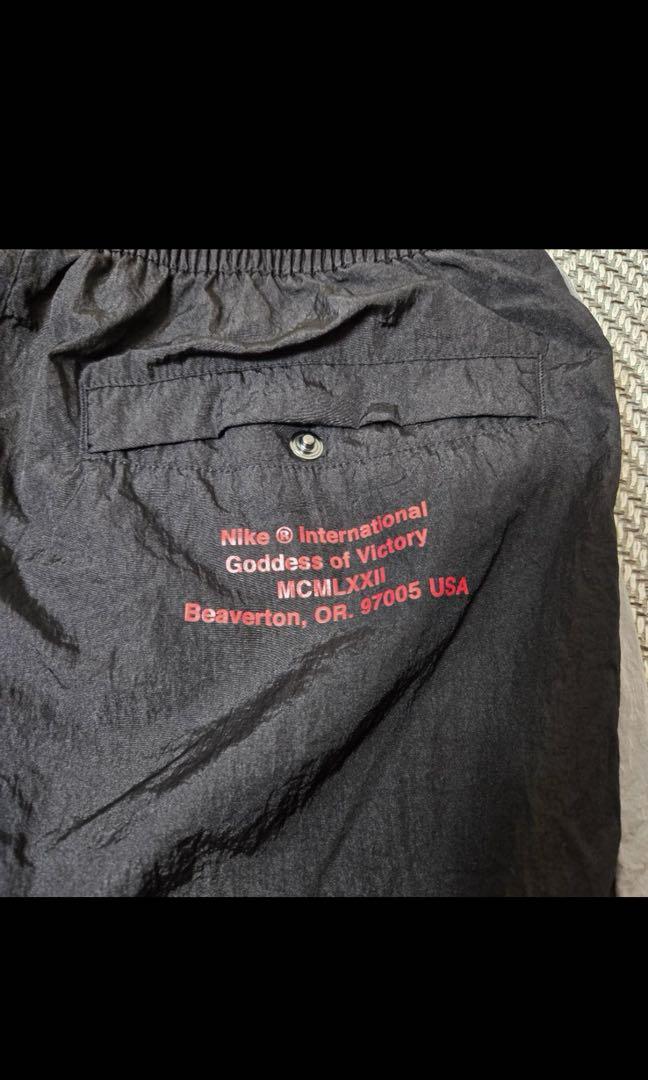 Nike ® International
Goddess of Victory
MCMLXXII
Beaverton, OR. 97005 USA